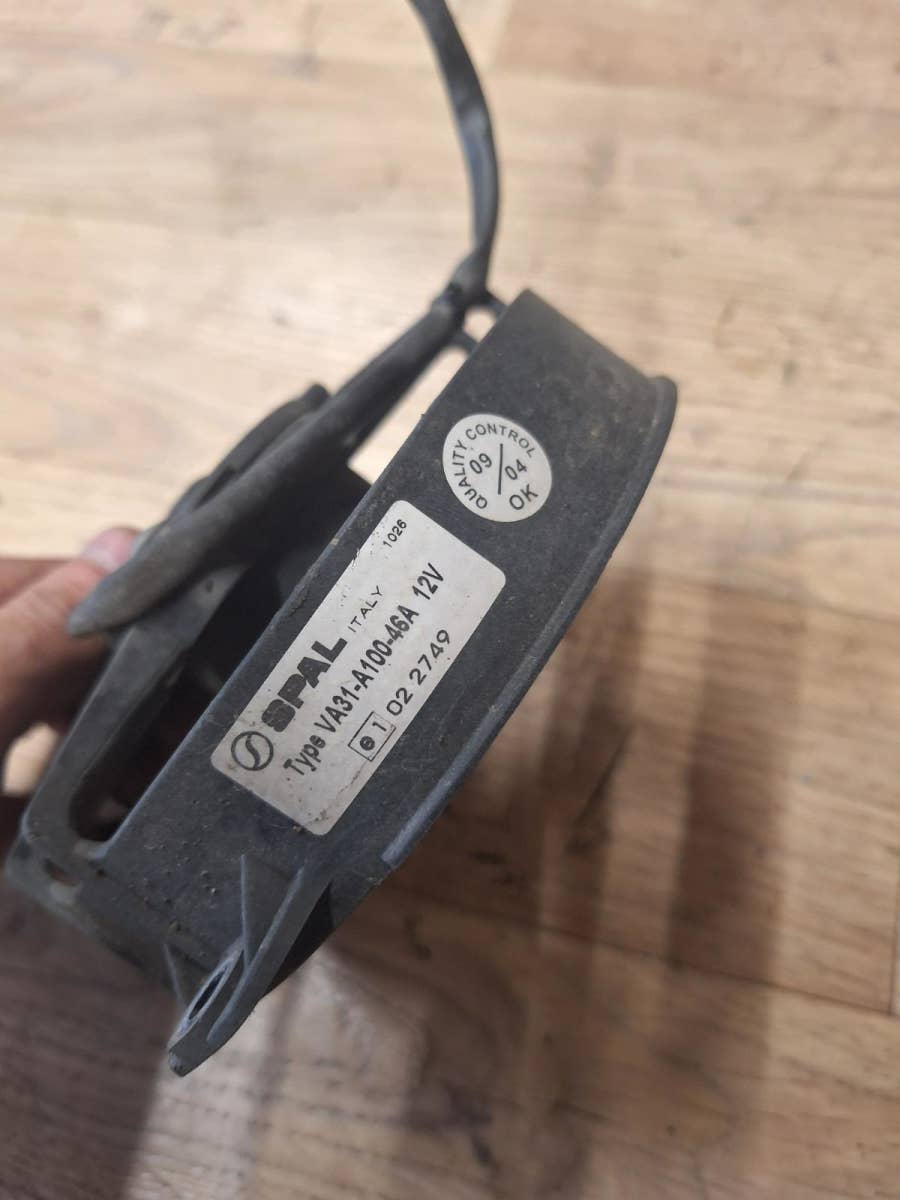 QUALITY CONTROL
09/04
OK
1026
SPAL ITALY
Type VA31-A100-46A 12V
e1 02 2749